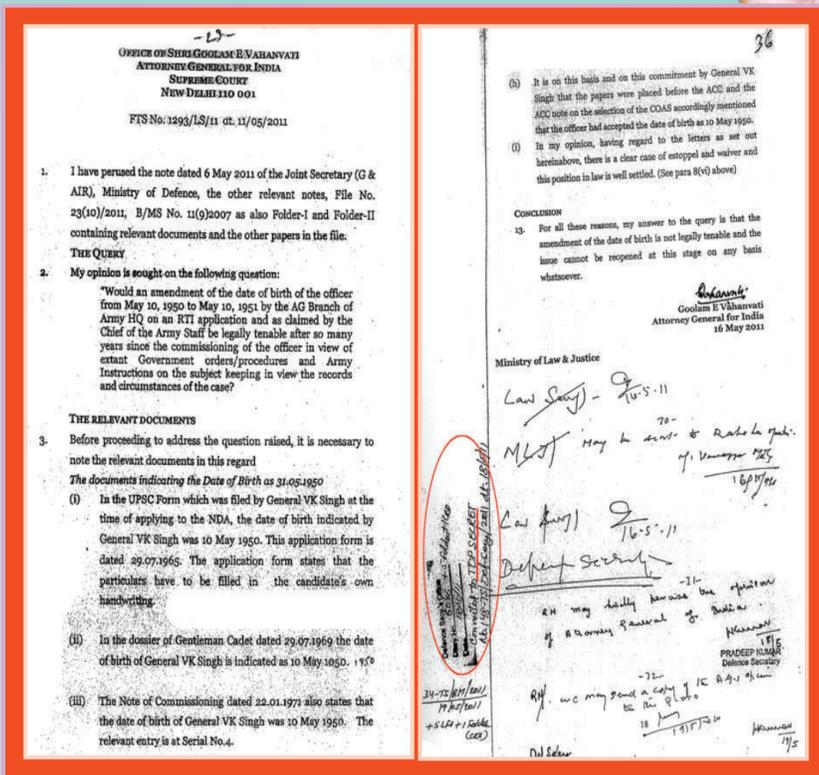 -29-
OFFICE OF SHRI GOOLAM E VAHANVATI
ATTORNEY GENERAL FOR INDIA
SUPREME COURT
NEW DELHI 110 001
FTS No. 1293/LS/11 dt. 11/05/2011
1. I have perused the note dated 6 May 2011 of the Joint Secretary (G &
AIR), Ministry of Defence, the other relevant notes, File No.
23(10)/2011, B/MS No. 11(9)2007 as also Folder-I and Folder-II
containing relevant documents and the other papers in the file.
THE QUERY
2. My opinion is sought on the following question:
"Would an amendment of the date of birth of the officer
from May 10, 1950 to May 10, 1951 by the AG Branch of
Army HQ on an RTI application and as claimed by the
Chief of the Army Staff be legally tenable after so many
years since the commissioning of the officer in view of
extant Government orders/procedures and Army
Instructions on the subject keeping in view the records
and circumstances of the case?
THE RELEVANT DOCUMENTS
3. Before proceeding to address the question raised, it is necessary to
note the relevant documents in this regard
The documents indicating the Date of Birth as 31.05.1950
(i) In the UPSC Form which was filed by General VK Singh at the
time of applying to the NDA, the date of birth indicated by
General VK Singh was 10 May 1950. This application form is
dated 29.07.1965. The application form states that the
particulars have to be filled in the candidate's own
handwriting.
(ii) In the dossier of Gentleman Cadet dated 29.07.1969 the date
of birth of General VK Singh is indicated as 10 May 1050. 1950
(iii) The Note of Commissioning dated 22.01.1971 also states that
the date of birth of General VK Singh was 10 May 1950. The
relevant entry is at Serial No.4.
36
(h) It is on this basis and on this commitment by General VK
Singh that the papers were placed before the ACC and the
ACC note on the selection of the COAS accordingly mentioned
that the officer had accepted the date of birth as 10 May 1950.
(i) In my opinion, having regard to the letters as set out
hereinabove, there is a clear case of estoppel and waiver and
this position in law is well settled. (See para 8(vi) above)
CONCLUSION
13. For all these reasons, my answer to the query is that the
amendment of the date of birth is not legally tenable and the
issue cannot be reopened at this stage on any basis
whatsoever.
Goolam E Vahanvati
Attorney General for India
16 May 2011
Ministry of Law & Justice
Law Secy
16.5.11
-70-
MLJ May be sent to
Law Secy
16.5.11
Defence Secretary
-31-
RM may kindly peruse the opinion
of Attorney General of India.
18/5
PRADEEP KUMAR
Defence Secretary
-32-
RM. we may send a copy of
to the
19/5
Converted to TOP SECRET
34-TS/RM/2011
19/05/2011